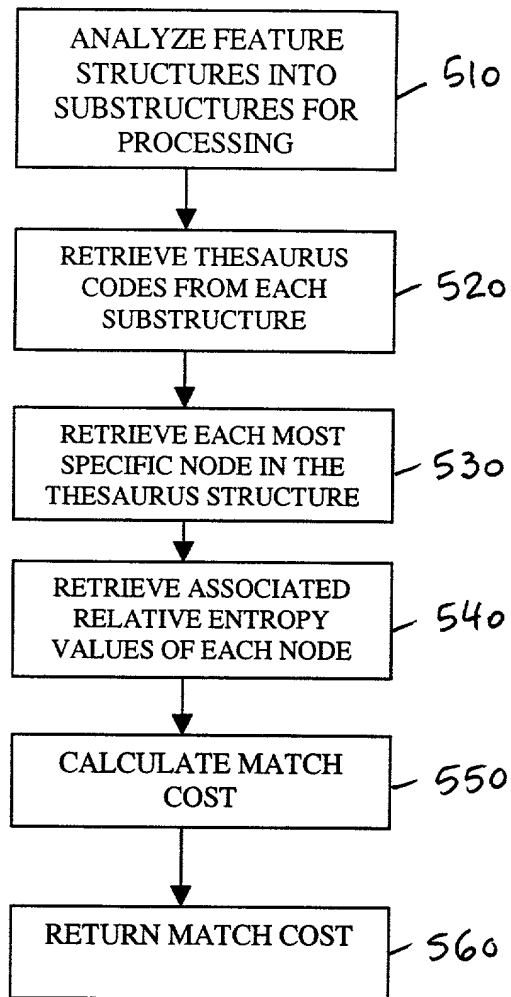 ANALYZE FEATURE
STRUCTURES INTO
SUBSTRUCTURES FOR
PROCESSING
510
RETRIEVE THESAURUS
CODES FROM EACH
SUBSTRUCTURE
520
RETRIEVE EACH MOST
SPECIFIC NODE IN THE
THESAURUS STRUCTURE
530
RETRIEVE ASSOCIATED
RELATIVE ENTROPY
VALUES OF EACH NODE
540
CALCULATE MATCH
COST
550
RETURN MATCH COST
560